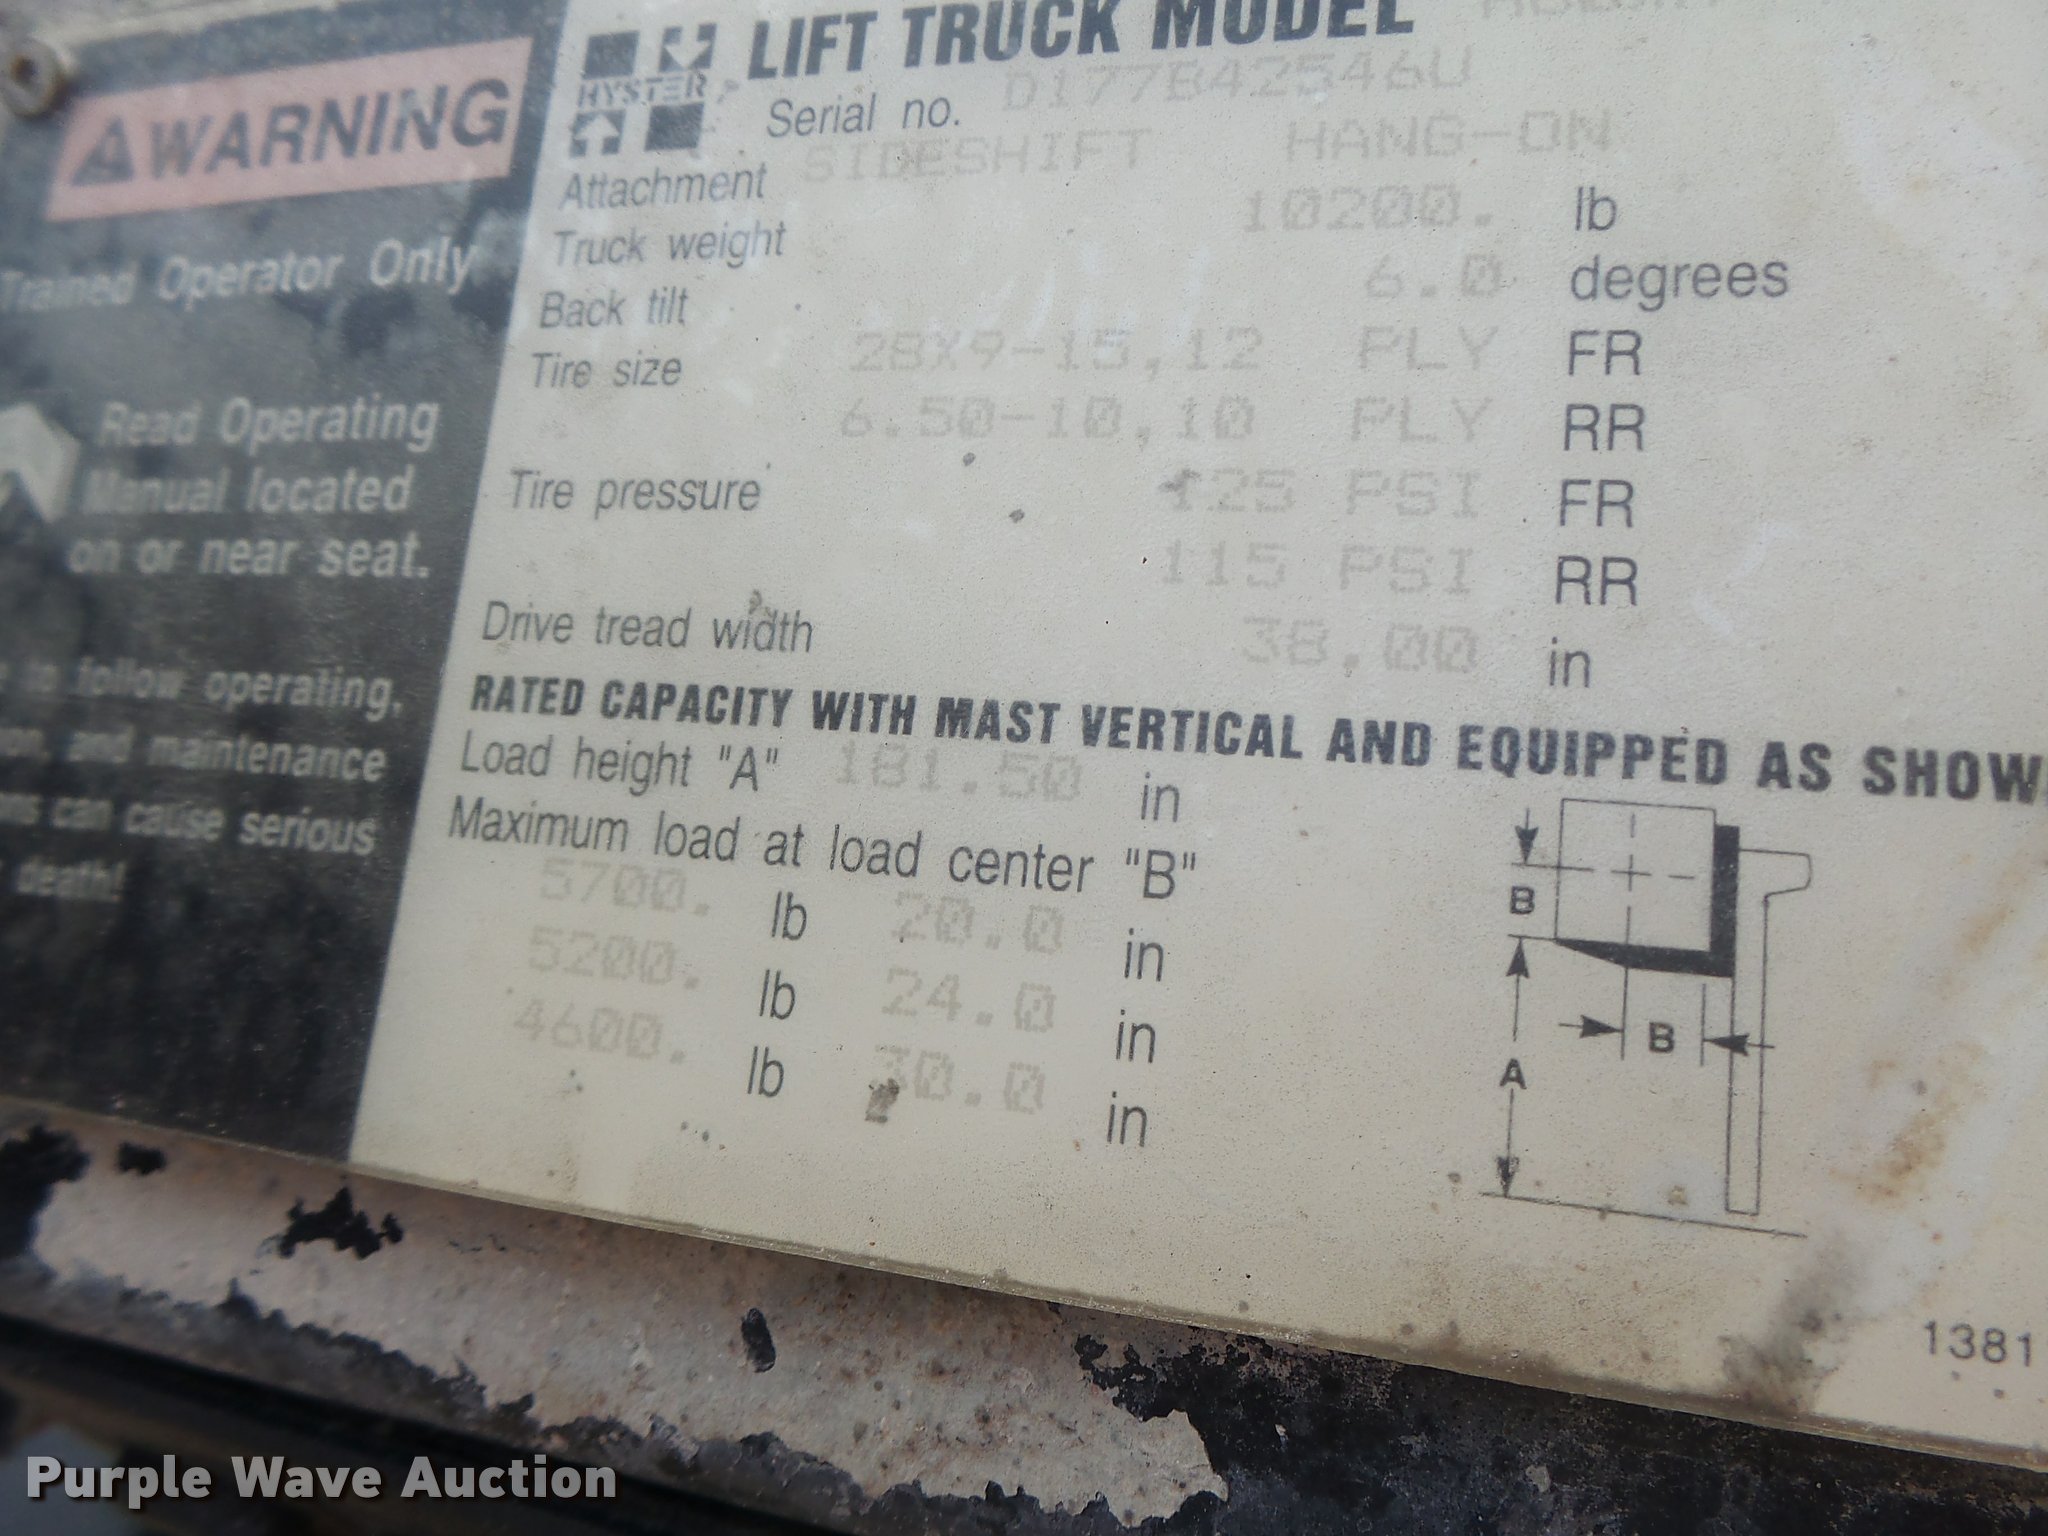 WARNING
Trained Operator Only
Read Operating
Manual located
on or near seat.
to follow operating,
and maintenance
can cause serious
death!
HYSTER
LIFT TRUCK MODEL
Serial no. D177B42546U
Attachment SIDESHIFT HANG-ON
Truck weight 10200. lb
Back tilt 6.0 degrees
Tire size 28X9-15,12 PLY FR
6.50-10,10 PLY RR
Tire pressure 125 PSI FR
115 PSI RR
Drive tread width 38.00 in
RATED CAPACITY WITH MAST VERTICAL AND EQUIPPED AS SHOW
Load height "A" 181.50 in
Maximum load at load center "B"
5700. lb 20.0 in
5200. lb 24.0 in
4600. lb 30.0 in
B
B
A
1381
Purple Wave Auction